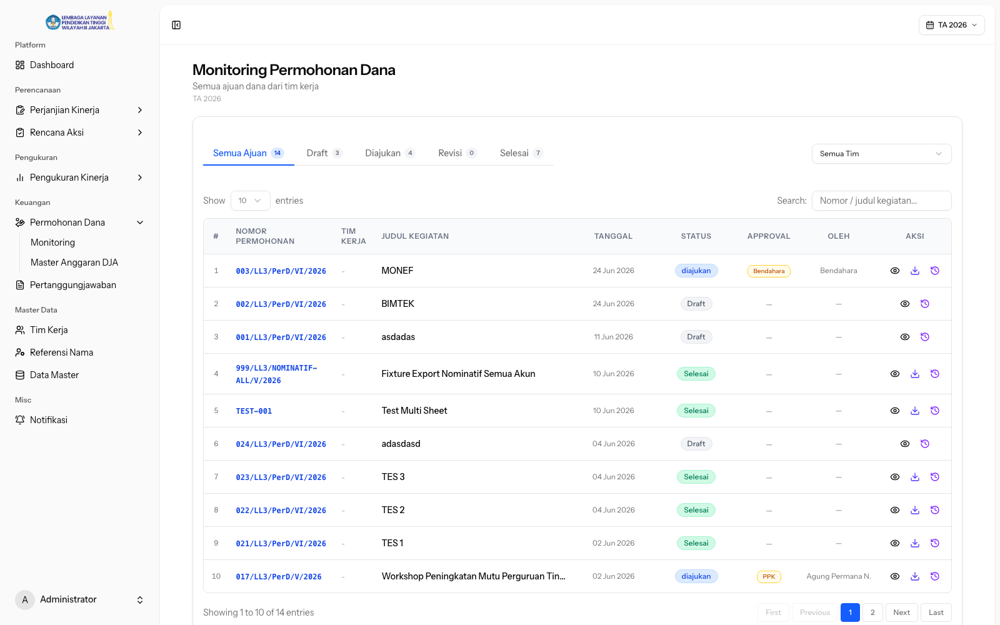 LEMBAGA LAYANAN
PENDIDIKAN TINGGI
WILAYAH III JAKARTA
Platform
Dashboard
Perencanaan
Perjanjian Kinerja
Rencana Aksi
Pengukuran
Pengukuran Kinerja
Keuangan
Permohonan Dana
Monitoring
Master Anggaran DJA
Pertanggungjawaban
Master Data
Tim Kerja
Referensi Nama
Data Master
Misc
Notifikasi
A Administrator
TA 2026
Monitoring Permohonan Dana
Semua ajuan dana dari tim kerja
TA 2026
Semua Ajuan 14 Draft 3 Diajukan 4 Revisi 0 Selesai 7 Semua Tim
Show 10 entries Search: Nomor / judul kegiatan...
# NOMOR PERMOHONAN TIM KERJA JUDUL KEGIATAN TANGGAL STATUS APPROVAL OLEH AKSI
1 003/LL3/PerD/VI/2026 - MONEF 24 Jun 2026 diajukan Bendahara Bendahara
2 002/LL3/PerD/VI/2026 - BIMTEK 24 Jun 2026 Draft — —
3 001/LL3/PerD/VI/2026 - asdadas 11 Jun 2026 Draft — —
4 999/LL3/NOMINATIF-ALL/V/2026 - Fixture Export Nominatif Semua Akun 10 Jun 2026 Selesai — —
5 TEST-001 - Test Multi Sheet 10 Jun 2026 Selesai — —
6 024/LL3/PerD/VI/2026 - adasdasd 04 Jun 2026 Draft — —
7 023/LL3/PerD/VI/2026 - TES 3 04 Jun 2026 Selesai — —
8 022/LL3/PerD/VI/2026 - TES 2 04 Jun 2026 Selesai — —
9 021/LL3/PerD/VI/2026 - TES 1 02 Jun 2026 Selesai — —
10 017/LL3/PerD/V/2026 - Workshop Peningkatan Mutu Perguruan Tin... 02 Jun 2026 diajukan PPK Agung Permana N.
Showing 1 to 10 of 14 entries First Previous 1 2 Next Last